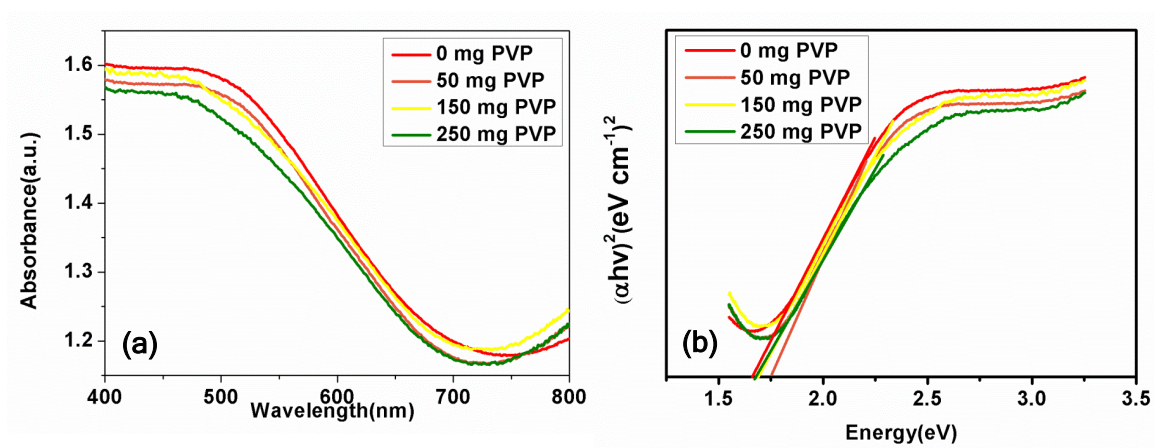 0 mg PVP
50 mg PVP
150 mg PVP
250 mg PVP
1.6
1.5
1.4
1.3
1.2
Absorbance(a.u.)
(a)
400
500
600
700
800
Wavelength(nm)
0 mg PVP
50 mg PVP
150 mg PVP
250 mg PVP
(αhν)²(eV cm⁻¹)²
(b)
1.5
2.0
2.5
3.0
3.5
Energy(eV)